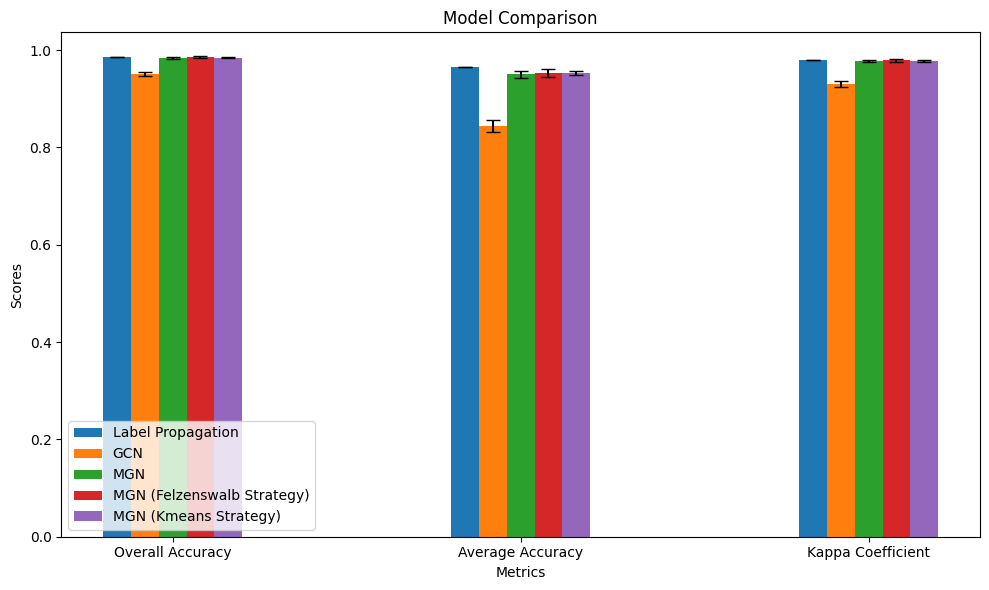 Model Comparison
1.0
0.8
0.6
0.4
0.2
0.0
Scores
Label Propagation
GCN
MGN
MGN (Felzenswalb Strategy)
MGN (Kmeans Strategy)
Overall Accuracy
Average Accuracy
Kappa Coefficient
Metrics